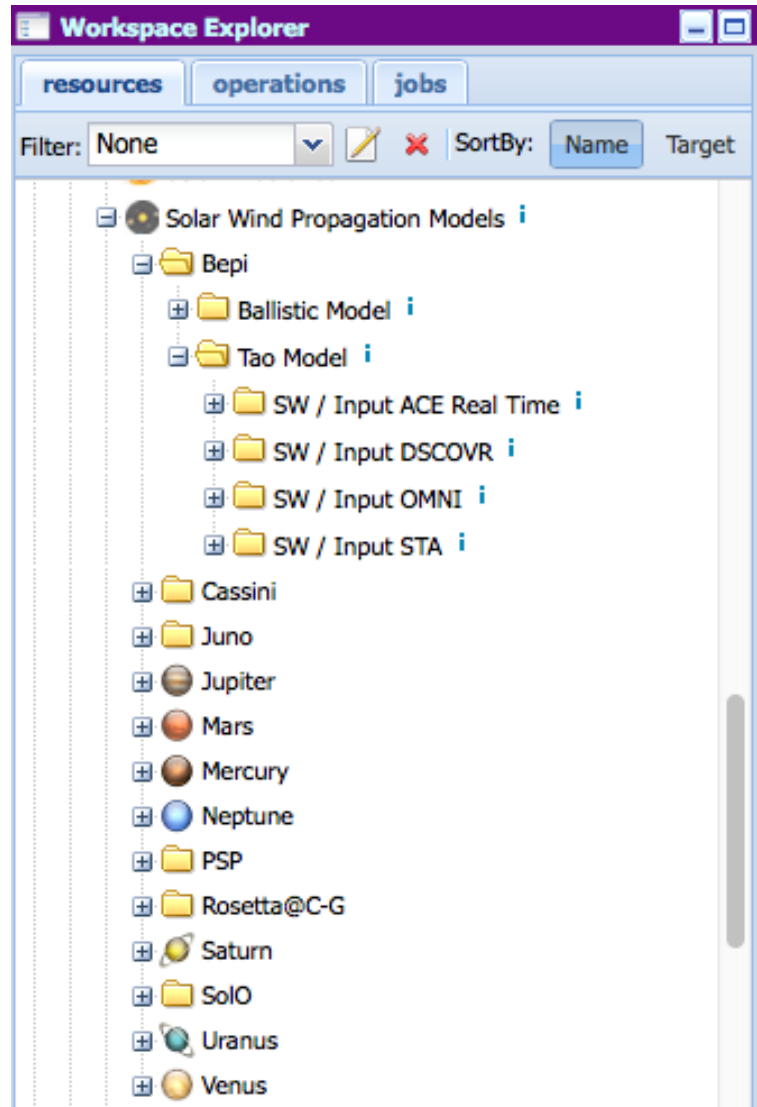 Workspace Explorer
resources operations jobs
Filter: None SortBy: Name Target
Solar Wind Propagation Models i
Bepi
Ballistic Model i
Tao Model i
SW / Input ACE Real Time i
SW / Input DSCOVR i
SW / Input OMNI i
SW / Input STA i
Cassini
Juno
Jupiter
Mars
Mercury
Neptune
PSP
Rosetta@C-G
Saturn
SolO
Uranus
Venus